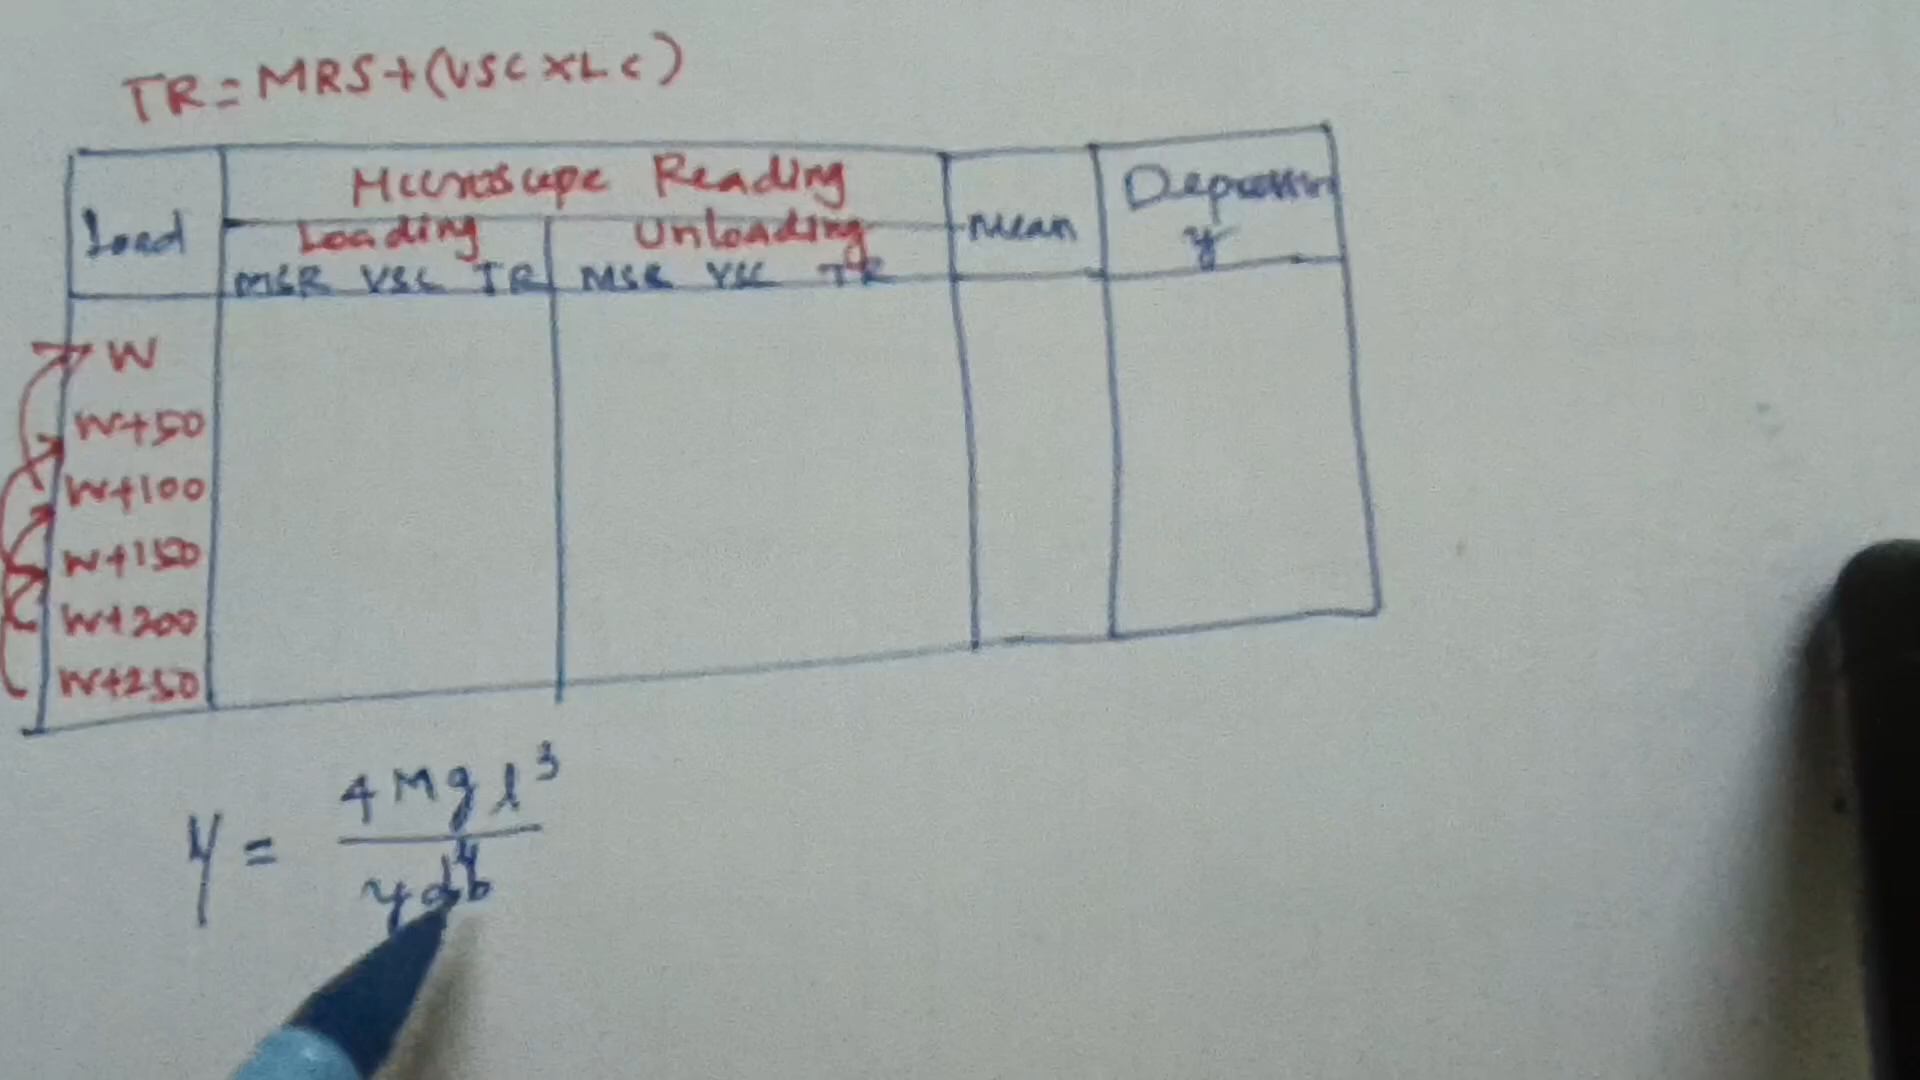 TR = MRS + (VSC × LC)
Microscope Reading
Load Loading Unloading Mean Depression
MSR VSC TR MSR VSC TR y
W
W+50
W+100
W+150
W+200
W+250
4Mgl³
Y =
yd⁴b